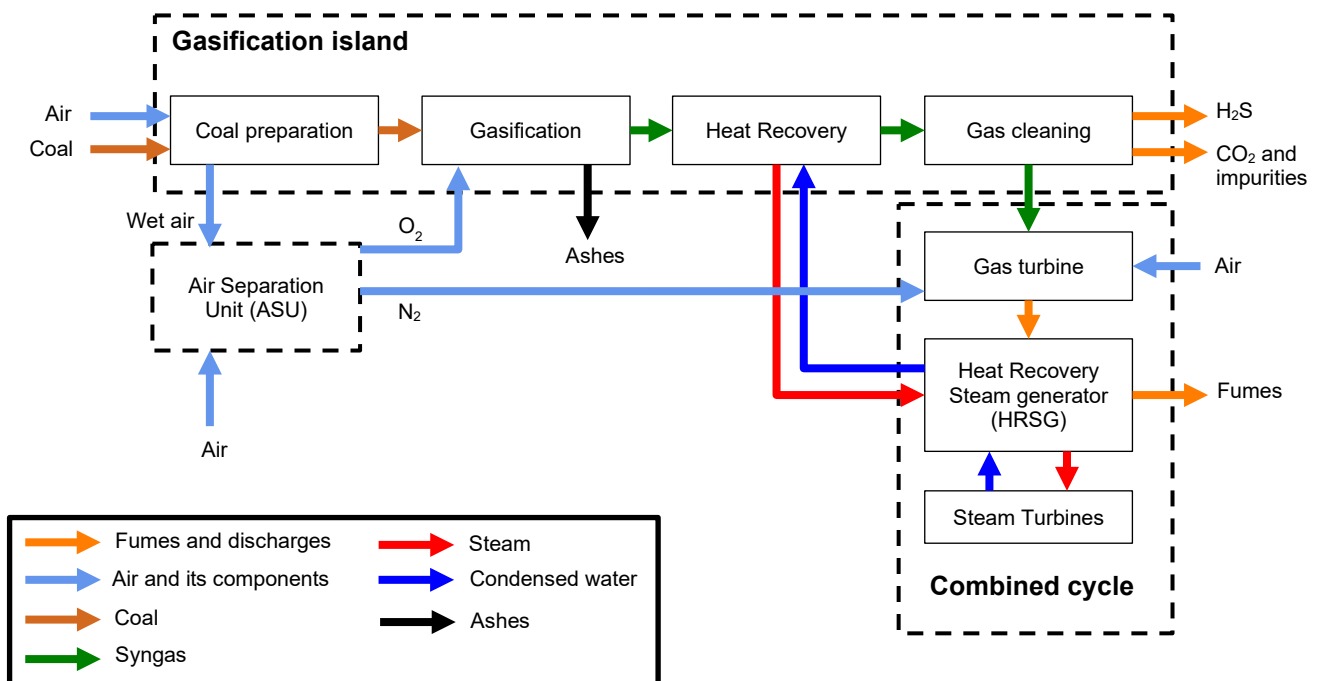 Gasification island
Air
Coal
Coal preparation
Gasification
Heat Recovery
Gas cleaning
H₂S
CO₂ and
impurities
Wet air
O₂
Ashes
Air Separation
Unit (ASU)
N₂
Gas turbine
Air
Heat Recovery
Steam generator
(HRSG)
Fumes
Air
Steam Turbines
Combined cycle
Fumes and discharges
Air and its components
Coal
Syngas
Steam
Condensed water
Ashes